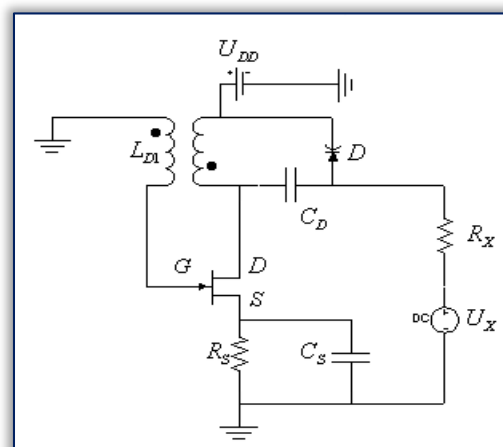 U_DD
+ -
L_D1
D
C_D
R_X
G
D
S
DC
U_X
R_S
C_S